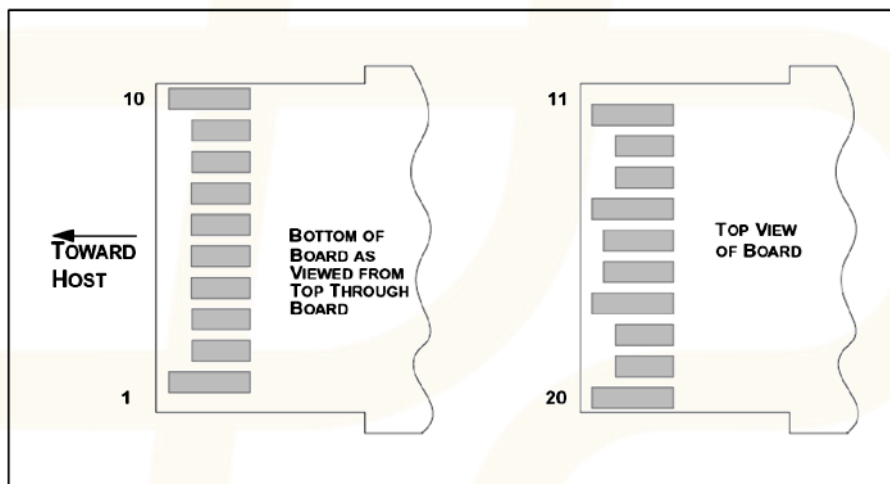 10
TOWARD
HOST
1
BOTTOM OF
BOARD AS
VIEWED FROM
TOP THROUGH
BOARD
11
TOP VIEW
OF BOARD
20